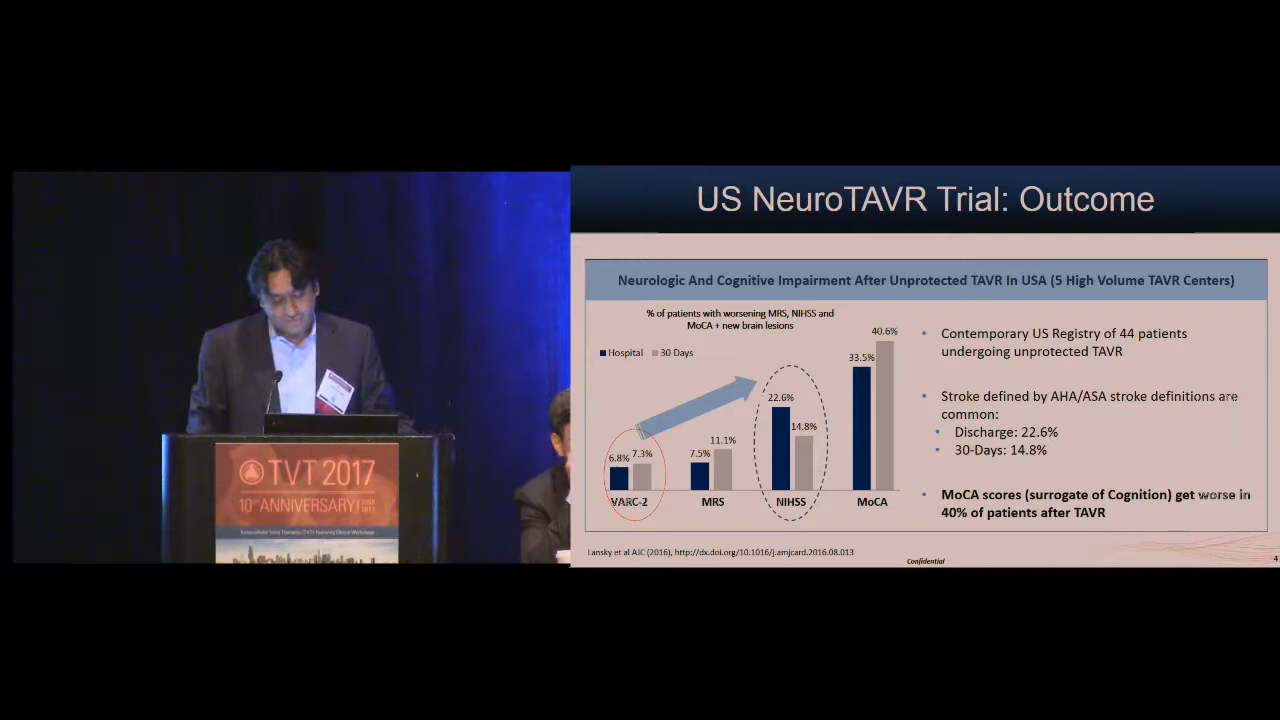 US NeuroTAVR Trial: Outcome
Neurologic And Cognitive Impairment After Unprotected TAVR In USA (5 High Volume TAVR Centers)
% of patients with worsening MRS, NIHSS and
MoCA + new brain lesions
Hospital
30 Days
6.8%
7.3%
7.5%
11.1%
22.6%
14.8%
33.5%
40.6%
VARC-2
MRS
NIHSS
MoCA
• Contemporary US Registry of 44 patients
undergoing unprotected TAVR
• Stroke defined by AHA/ASA stroke definitions are
common:
• Discharge: 22.6%
• 30-Days: 14.8%
• MoCA scores (surrogate of Cognition) get worse in
40% of patients after TAVR
Lansky et al AJC (2016), http://dx.doi.org/10.1016/j.amjcard.2016.08.013
Confidential
4
TVT 2017
10TH ANNIVERSARY!